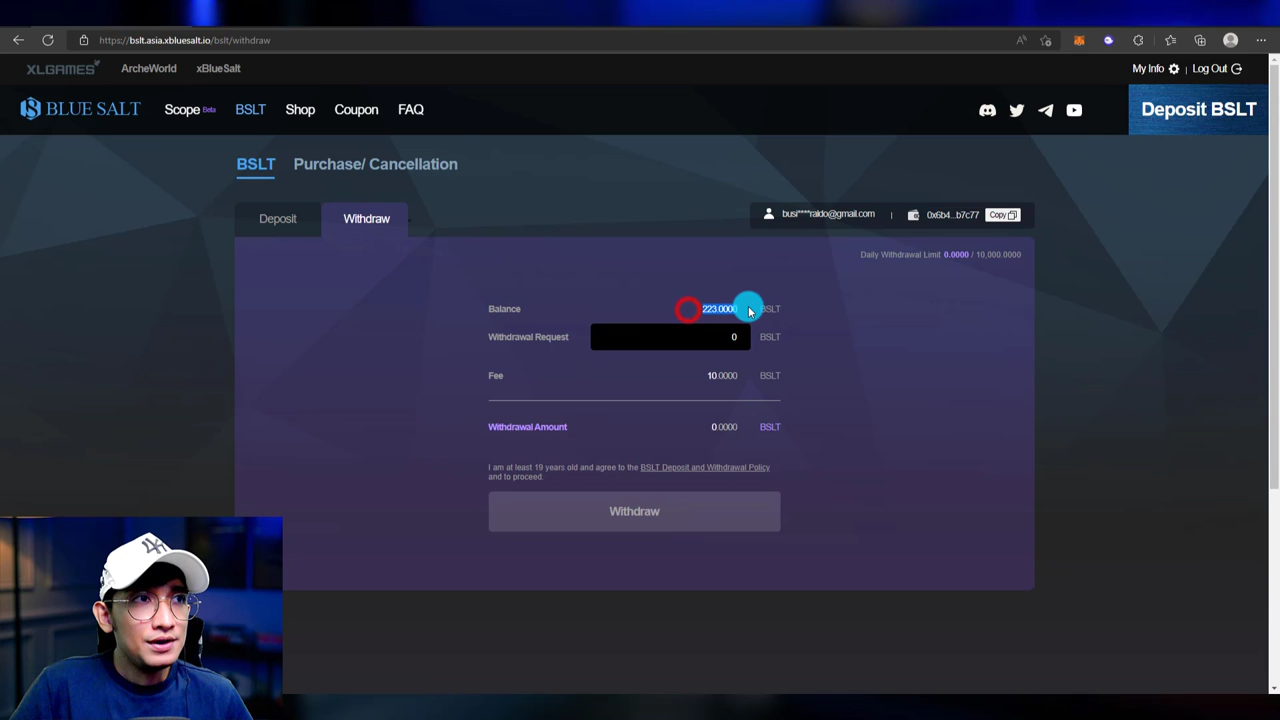 https://bslt.asia.xbluesalt.io/bslt/withdraw
XLGAMES ArcheWorld xBlueSalt My Info | Log Out
BLUE SALT Scope Beta BSLT Shop Coupon FAQ Deposit BSLT
BSLT Purchase/ Cancellation
Deposit Withdraw busi****raldo@gmail.com | 0x6b4...b7c77 Copy
Daily Withdrawal Limit 0.0000 / 10,000.0000
Balance 223.0000 BSLT
Withdrawal Request 0 BSLT
Fee 10.0000 BSLT
Withdrawal Amount 0.0000 BSLT
I am at least 19 years old and agree to the BSLT Deposit and Withdrawal Policy
and to proceed.
Withdraw